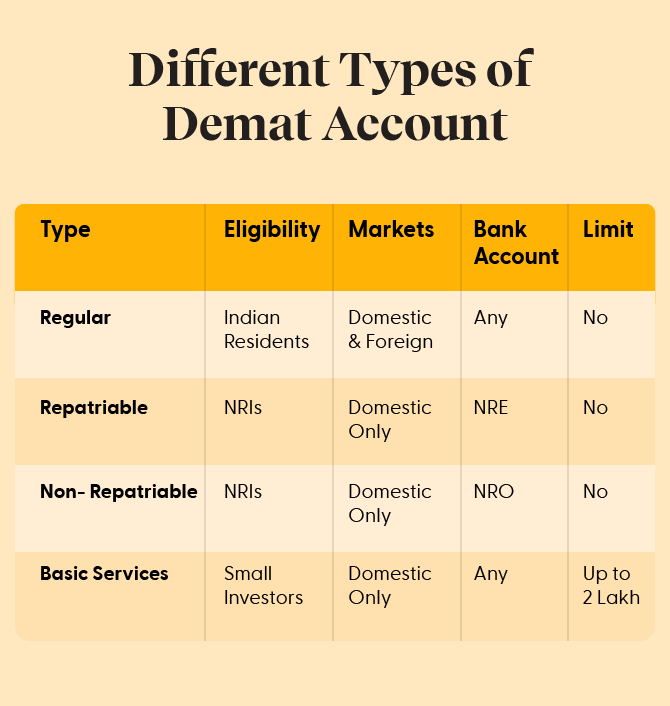 Different Types of
Demat Account
Type Eligibility Markets Bank Account Limit
Regular Indian Residents Domestic & Foreign Any No
Repatriable NRIs Domestic Only NRE No
Non- Repatriable NRIs Domestic Only NRO No
Basic Services Small Investors Domestic Only Any Up to 2 Lakh